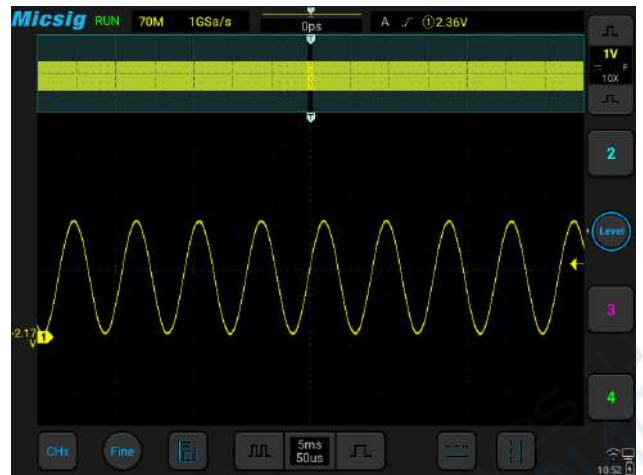 Micsig RUN 70M 1GSa/s 0ps A ①2.36V
T
1V
P
10X
T
2
Level
-2.17
V
1
3
4
CHx Fine 5ms
50us
10:52